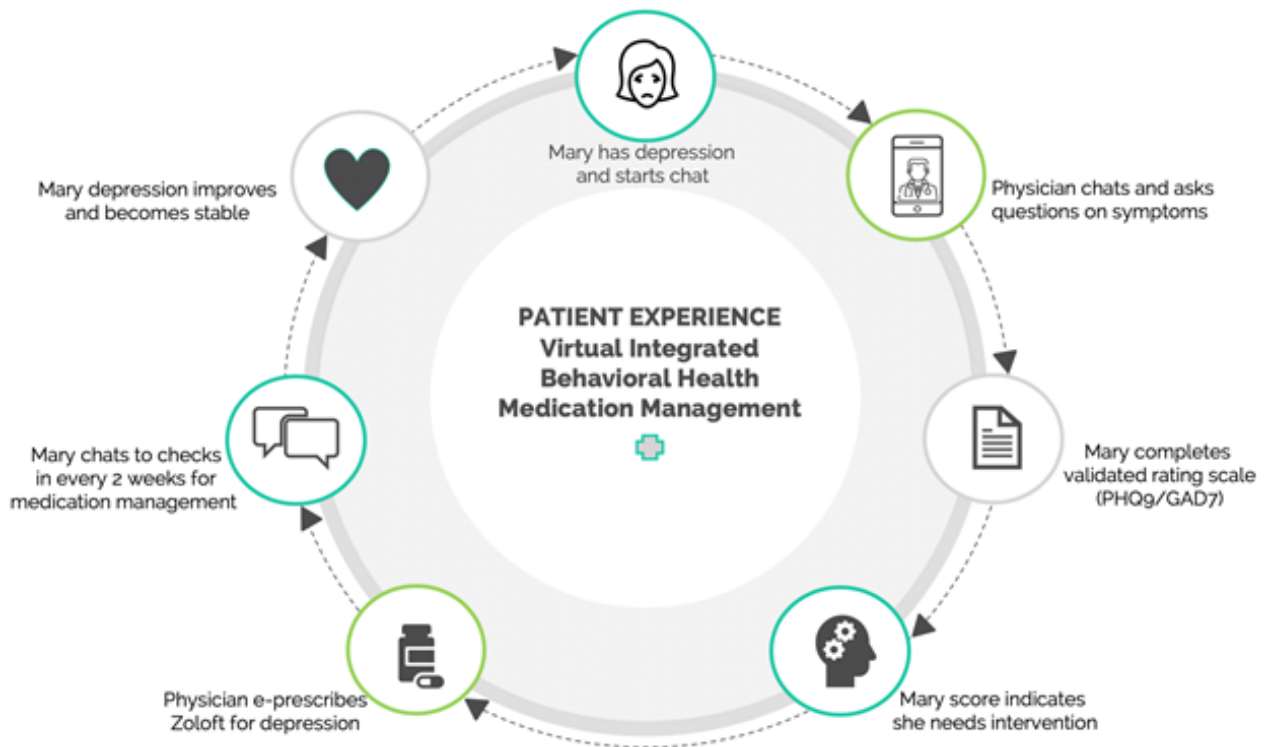 Mary has depression
and starts chat
Physician chats and asks
questions on symptoms
Mary completes
validated rating scale
(PHQ9/GAD7)
Mary score indicates
she needs intervention
Physician e-prescribes
Zoloft for depression
Mary chats to checks
in every 2 weeks for
medication management
Mary depression improves
and becomes stable
PATIENT EXPERIENCE
Virtual Integrated
Behavioral Health
Medication Management